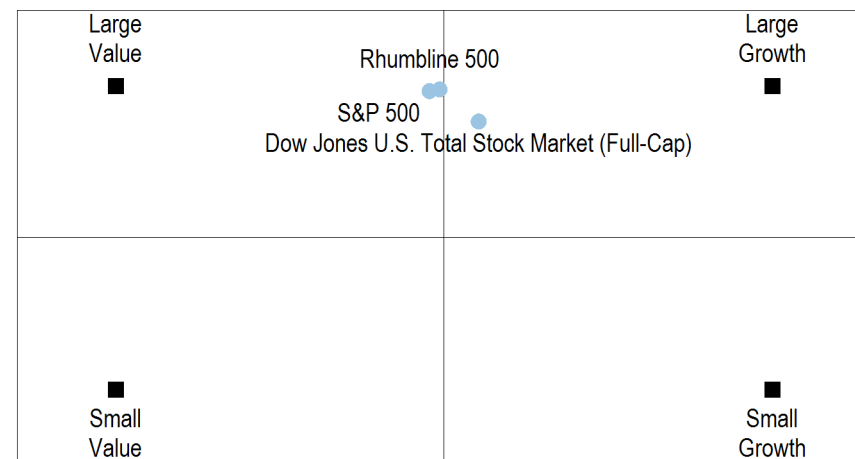 Large
Value
Large
Growth
Rhumbline 500
S&P 500
Dow Jones U.S. Total Stock Market (Full-Cap)
Small
Value
Small
Growth